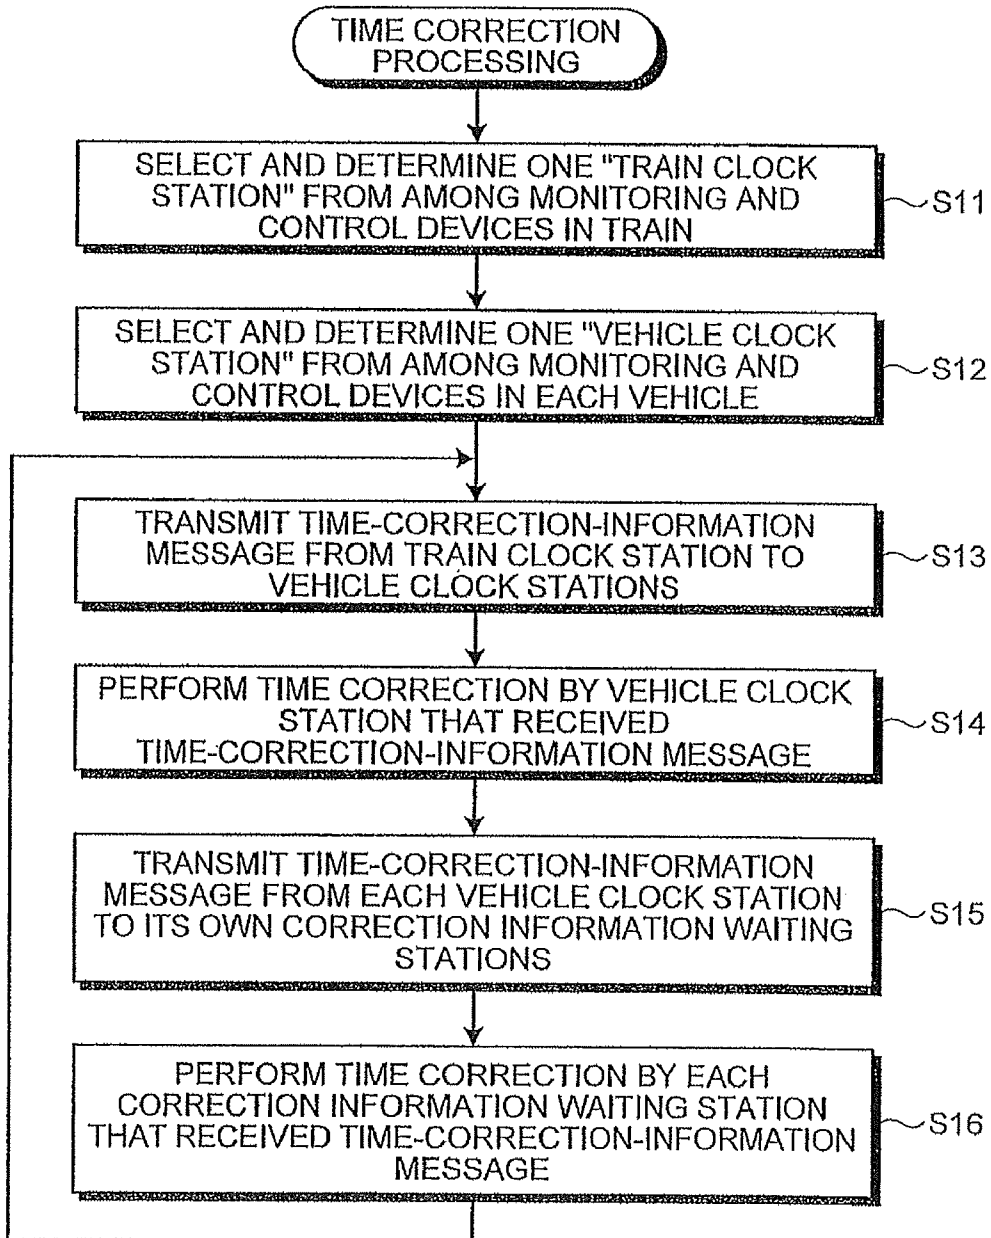 TIME CORRECTION
PROCESSING
SELECT AND DETERMINE ONE "TRAIN CLOCK
STATION" FROM AMONG MONITORING AND
CONTROL DEVICES IN TRAIN
S11
SELECT AND DETERMINE ONE "VEHICLE CLOCK
STATION" FROM AMONG MONITORING AND
CONTROL DEVICES IN EACH VEHICLE
S12
TRANSMIT TIME-CORRECTION-INFORMATION
MESSAGE FROM TRAIN CLOCK STATION TO
VEHICLE CLOCK STATIONS
S13
PERFORM TIME CORRECTION BY VEHICLE CLOCK
STATION THAT RECEIVED
TIME-CORRECTION-INFORMATION MESSAGE
S14
TRANSMIT TIME-CORRECTION-INFORMATION
MESSAGE FROM EACH VEHICLE CLOCK STATION
TO ITS OWN CORRECTION INFORMATION WAITING
STATIONS
S15
PERFORM TIME CORRECTION BY EACH
CORRECTION INFORMATION WAITING STATION
THAT RECEIVED TIME-CORRECTION-INFORMATION
MESSAGE
S16